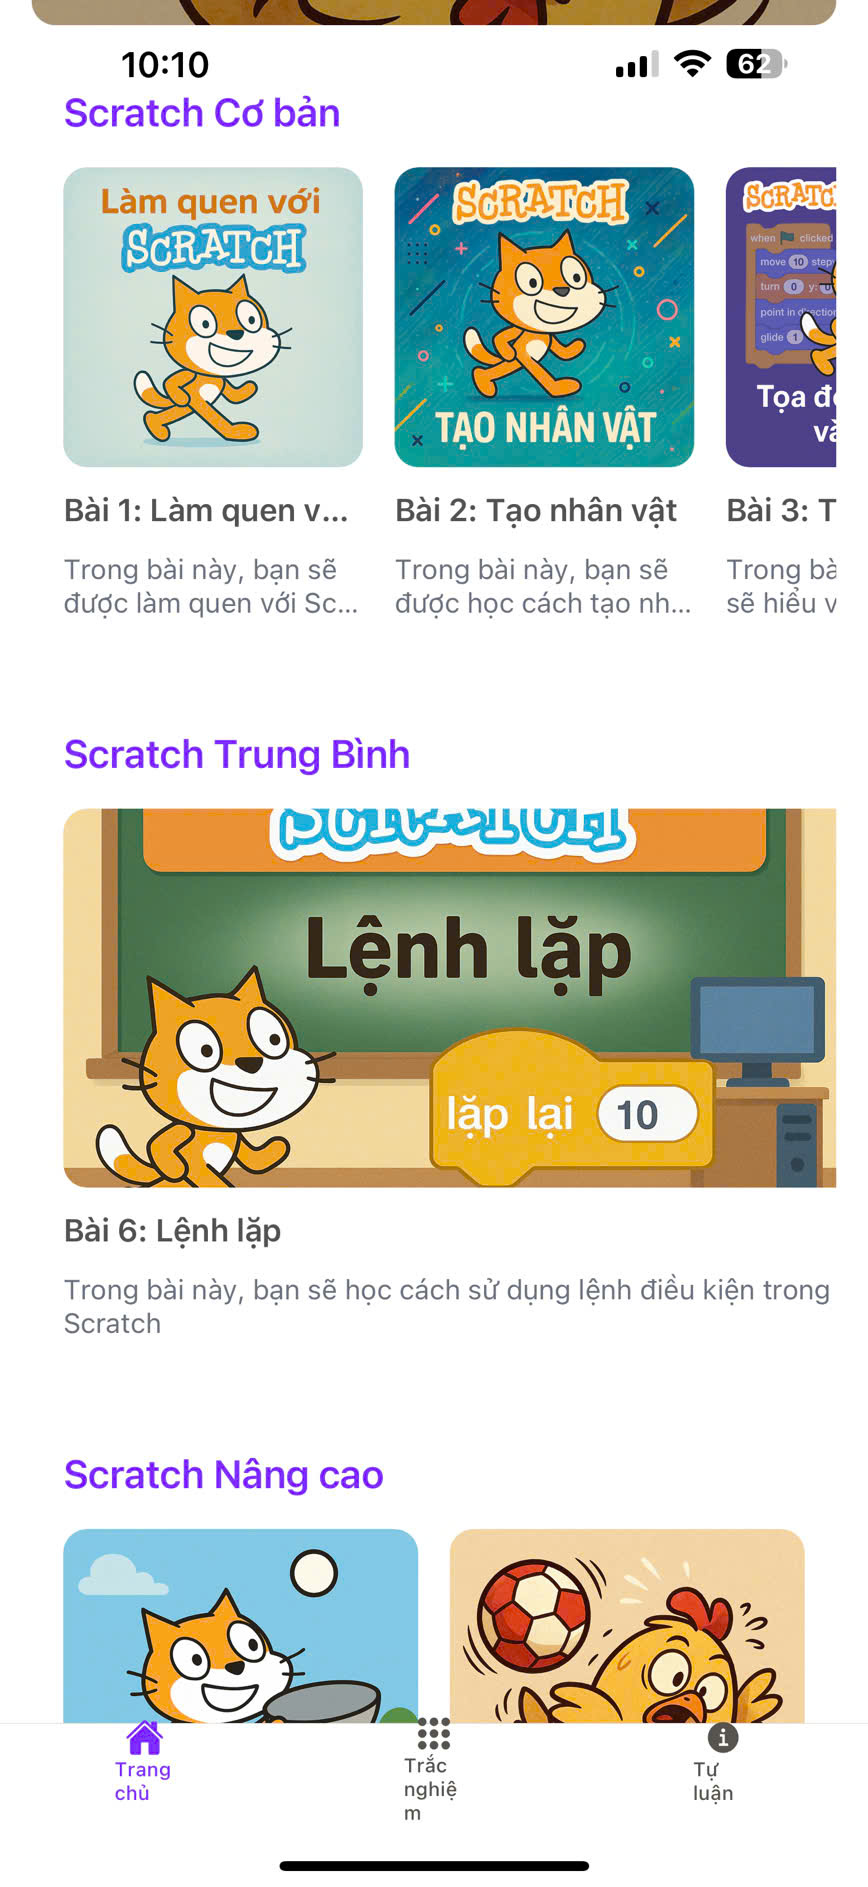 10:10
62
Scratch Cơ bản
Làm quen với
SCRATCH
SCRATCH
TẠO NHÂN VẬT
when clicked
move 10 step
turn 0 y:
point in direction
glide 1
Tọa đ
và
Bài 1: Làm quen v...
Trong bài này, bạn sẽ
được làm quen với Sc...
Bài 2: Tạo nhân vật
Trong bài này, bạn sẽ
được học cách tạo nh...
Bài 3: T
Trong bà
sẽ hiểu v
Scratch Trung Bình
SCRATCH
Lệnh lặp
lặp lại 10
Bài 6: Lệnh lặp
Trong bài này, bạn sẽ học cách sử dụng lệnh điều kiện trong
Scratch
Scratch Nâng cao
Trang
chủ
Trắc
nghiệ
m
Tự
luận